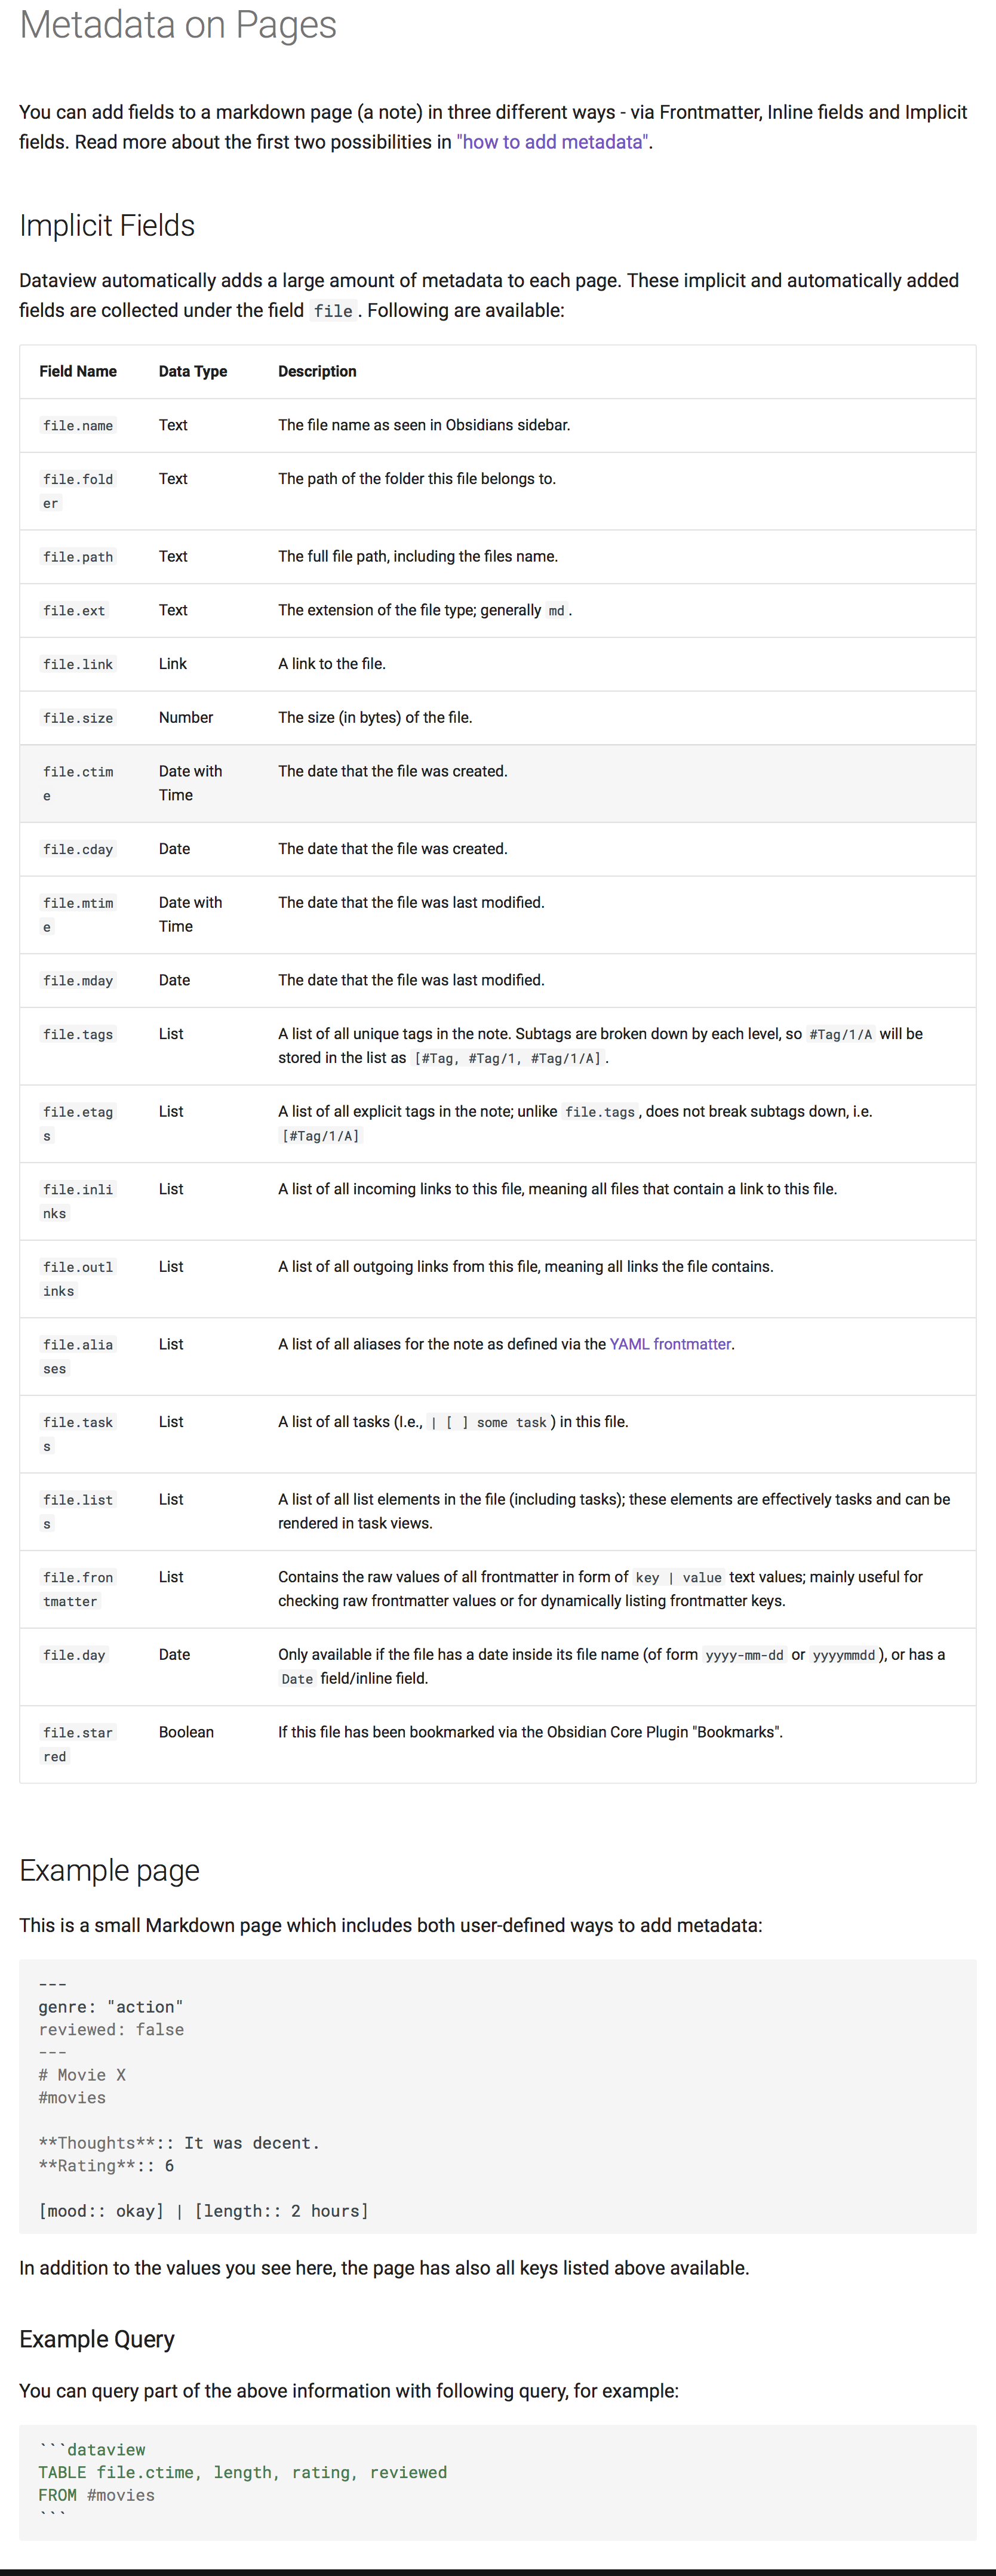 Metadata on Pages
You can add fields to a markdown page (a note) in three different ways - via Frontmatter, Inline fields and Implicit
fields. Read more about the first two possibilities in "how to add metadata".
Implicit Fields
Dataview automatically adds a large amount of metadata to each page. These implicit and automatically added
fields are collected under the field file. Following are available:
Field Name Data Type Description
file.name Text The file name as seen in Obsidians sidebar.
file.fold Text The path of the folder this file belongs to.
er
file.path Text The full file path, including the files name.
file.ext Text The extension of the file type; generally md.
file.link Link A link to the file.
file.size Number The size (in bytes) of the file.
file.ctim Date with The date that the file was created.
e Time
file.cday Date The date that the file was created.
file.mtim Date with The date that the file was last modified.
e Time
file.mday Date The date that the file was last modified.
file.tags List A list of all unique tags in the note. Subtags are broken down by each level, so #Tag/1/A will be
stored in the list as [#Tag, #Tag/1, #Tag/1/A].
file.etag List A list of all explicit tags in the note; unlike file.tags, does not break subtags down, i.e.
s [#Tag/1/A]
file.inli List A list of all incoming links to this file, meaning all files that contain a link to this file.
nks
file.outl List A list of all outgoing links from this file, meaning all links the file contains.
inks
file.alia List A list of all aliases for the note as defined via the YAML frontmatter.
ses
file.task List A list of all tasks (I.e., | [ ] some task) in this file.
s
file.list List A list of all list elements in the file (including tasks); these elements are effectively tasks and can be
s rendered in task views.
file.fron List Contains the raw values of all frontmatter in form of key | value text values; mainly useful for
tmatter checking raw frontmatter values or for dynamically listing frontmatter keys.
file.day Date Only available if the file has a date inside its file name (of form yyyy-mm-dd or yyyymmdd), or has a
Date field/inline field.
file.star Boolean If this file has been bookmarked via the Obsidian Core Plugin "Bookmarks".
red
Example page
This is a small Markdown page which includes both user-defined ways to add metadata:
---
genre: "action"
reviewed: false
---
# Movie X
#movies
**Thoughts**:: It was decent.
**Rating**:: 6
[mood:: okay] | [length:: 2 hours]
In addition to the values you see here, the page has also all keys listed above available.
Example Query
You can query part of the above information with following query, for example:
```dataview
TABLE file.ctime, length, rating, reviewed
FROM #movies
```